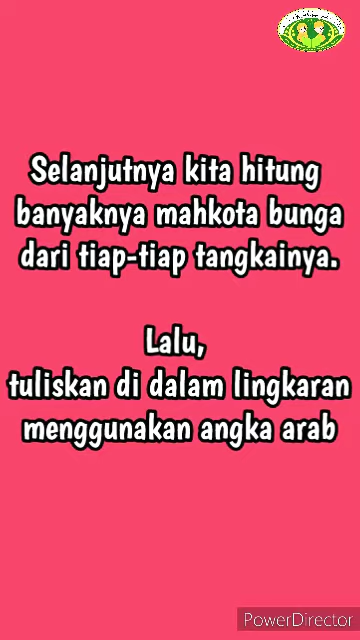 Selanjutnya kita hitung
banyaknya mahkota bunga
dari tiap-tiap tangkainya.
Lalu,
tuliskan di dalam lingkaran
menggunakan angka arab
PowerDirector